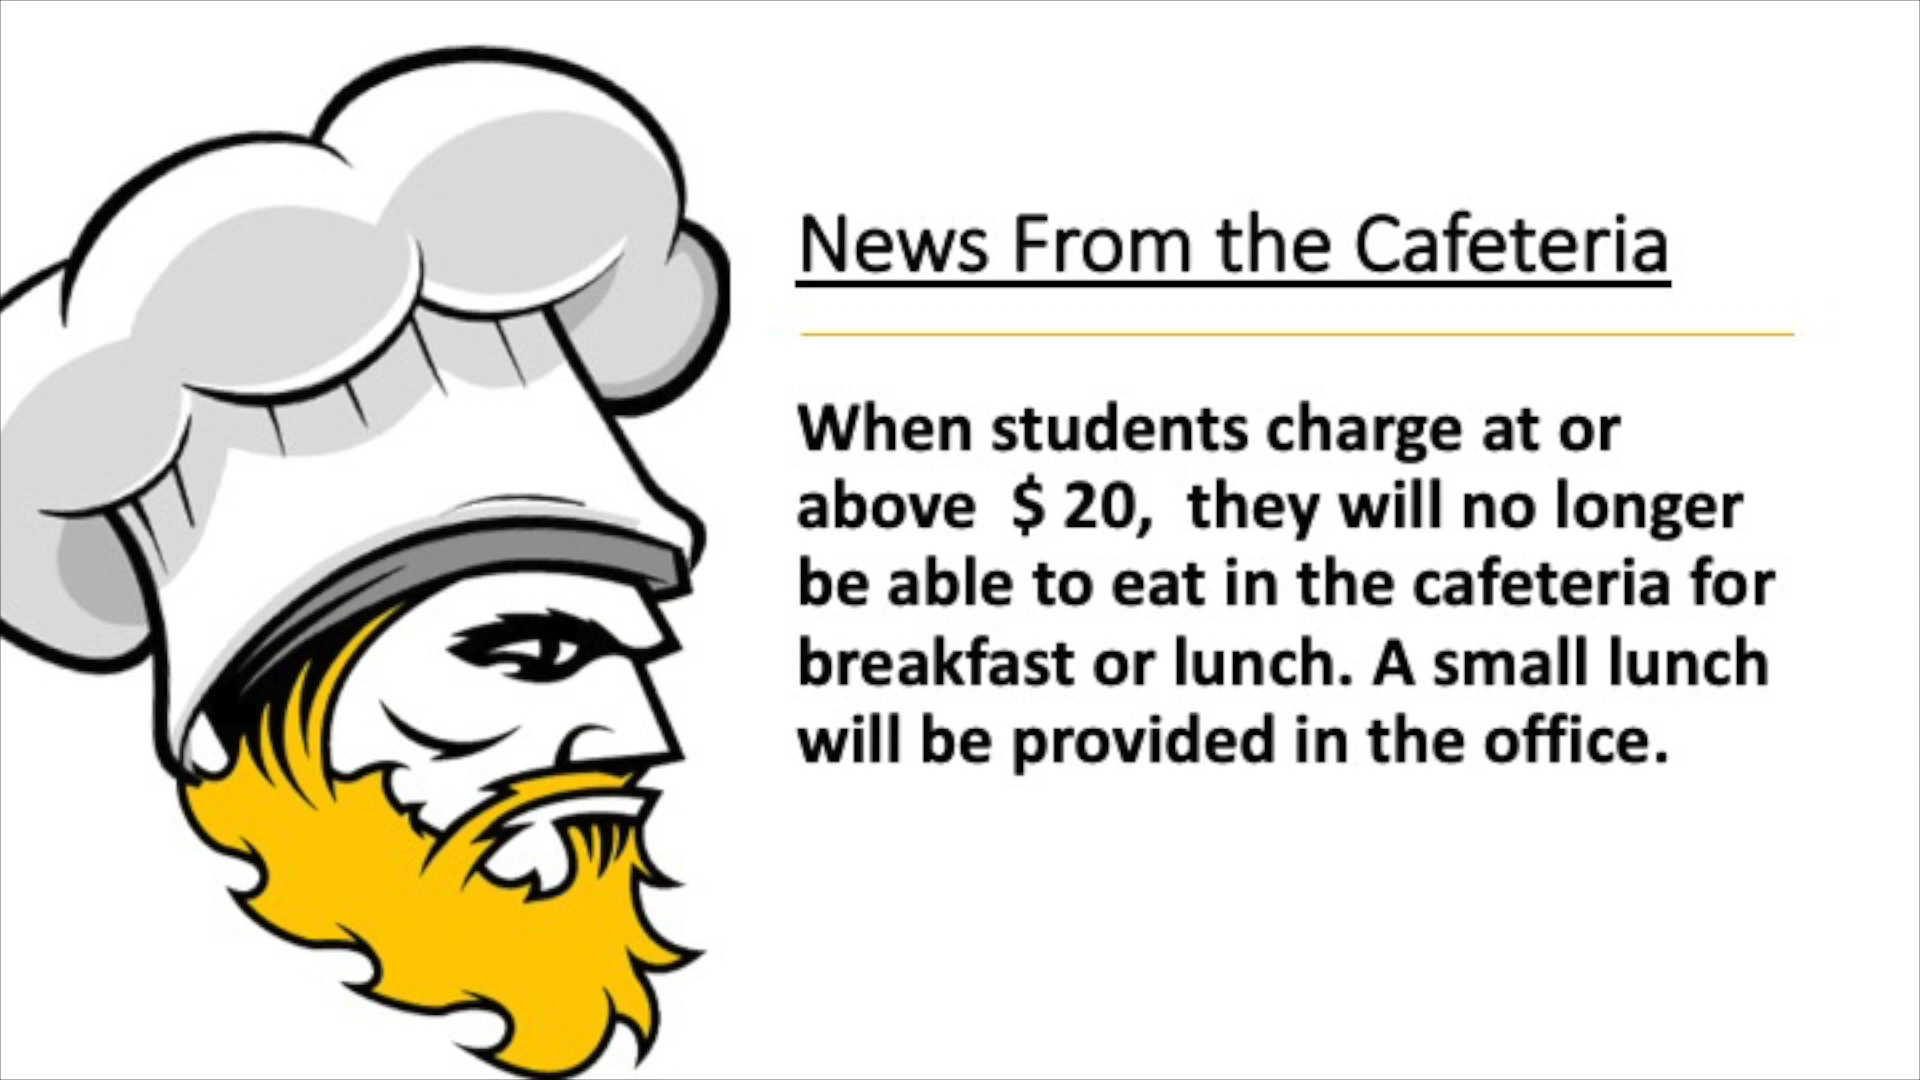 News From the Cafeteria
When students charge at or
above  $ 20,  they will no longer
be able to eat in the cafeteria for
breakfast or lunch. A small lunch
will be provided in the office.